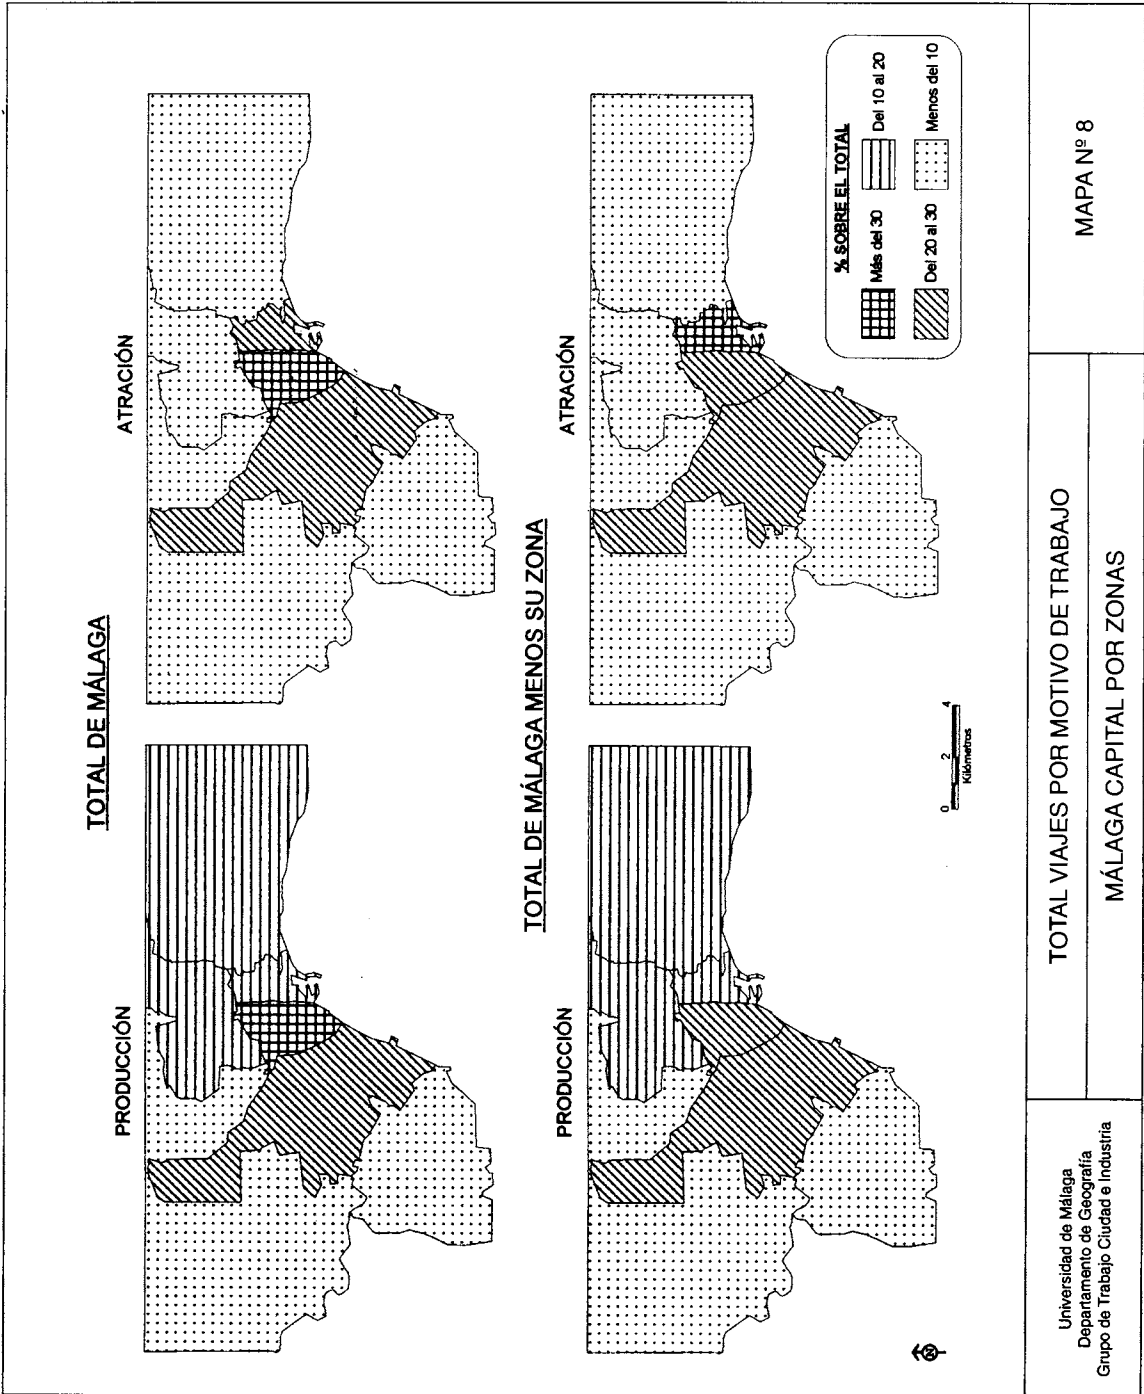 TOTAL DE MÁLAGA
PRODUCCIÓN
ATRACIÓN
TOTAL DE MÁLAGA MENOS SU ZONA
PRODUCCIÓN
ATRACIÓN
% SOBRE EL TOTAL
Más del 30
Del 10 al 20
Del 20 al 30
Menos del 10
0 2 4
Kilómetros
N
Universidad de Málaga
Departamento de Geografía
Grupo de Trabajo Ciudad e Industria
TOTAL VIAJES POR MOTIVO DE TRABAJO
MÁLAGA CAPITAL POR ZONAS
MAPA Nº 8